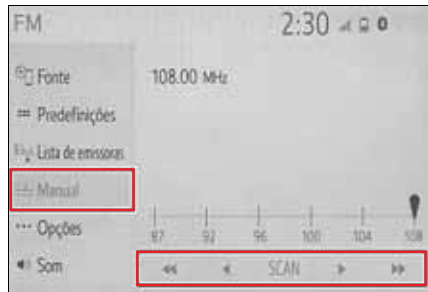 FM 2:30 0
Fonte 108.00 MHz
Predefinições
Lista de emissoras
Manual
Opções
87 92 96 100 104 108
Som SCAN